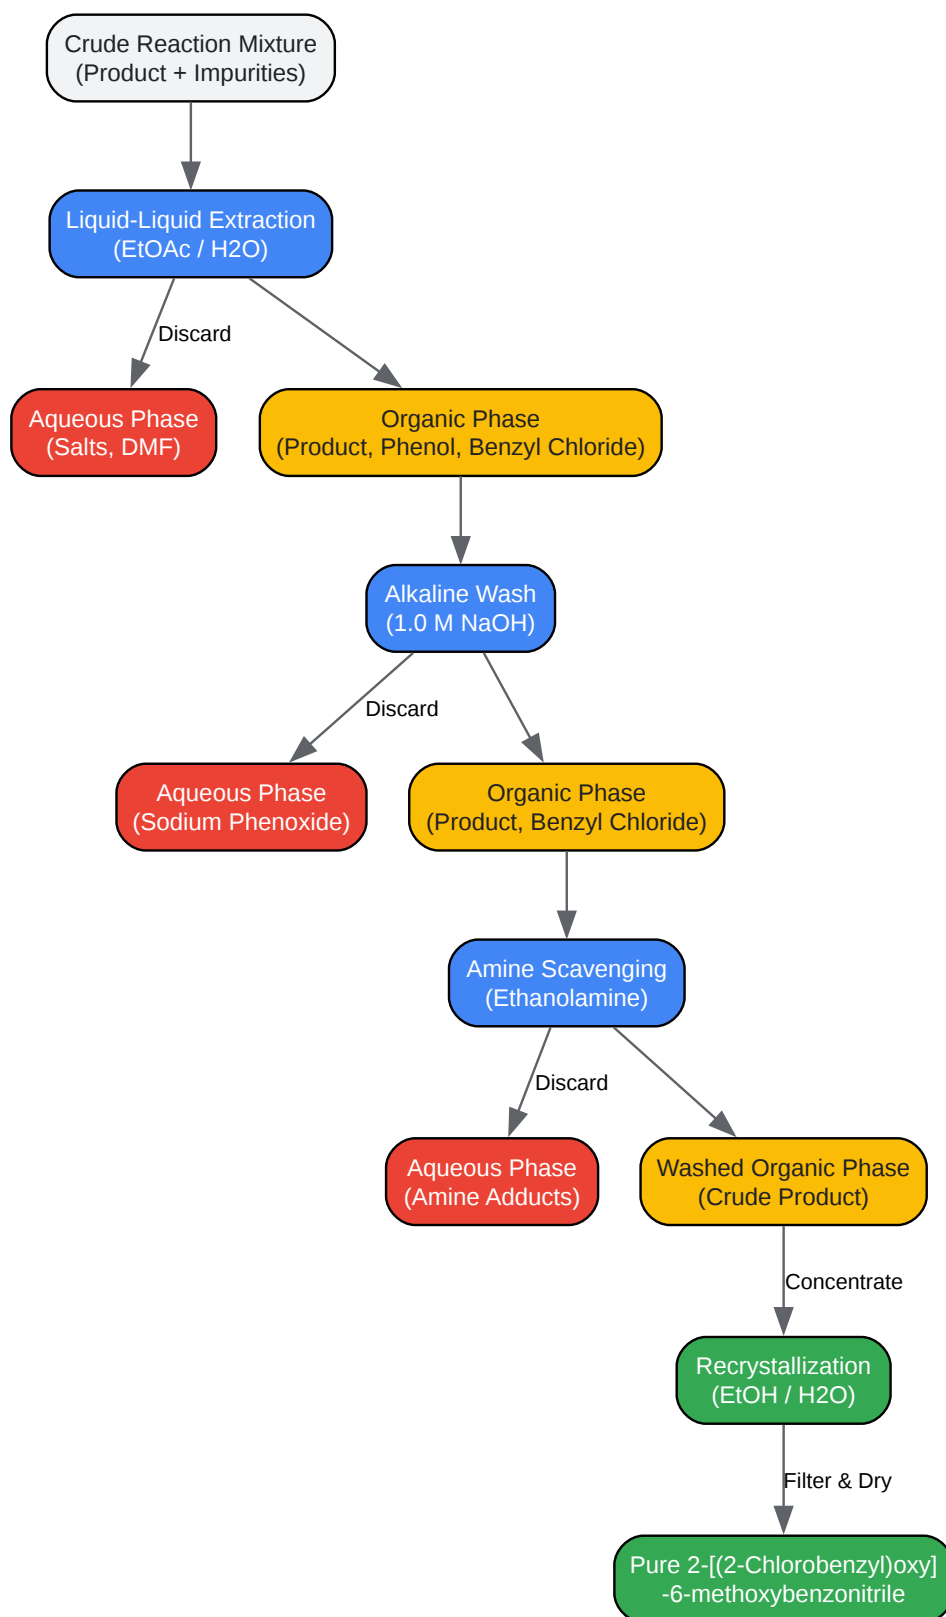 Crude Reaction Mixture
(Product + Impurities)
Liquid-Liquid Extraction
(EtOAc / H2O)
Discard
Aqueous Phase
(Salts, DMF)
Organic Phase
(Product, Phenol, Benzyl Chloride)
Alkaline Wash
(1.0 M NaOH)
Discard
Aqueous Phase
(Sodium Phenoxide)
Organic Phase
(Product, Benzyl Chloride)
Amine Scavenging
(Ethanolamine)
Discard
Aqueous Phase
(Amine Adducts)
Washed Organic Phase
(Crude Product)
Concentrate
Recrystallization
(EtOH / H2O)
Filter & Dry
Pure 2-[(2-Chlorobenzyl)oxy]
-6-methoxybenzonitrile